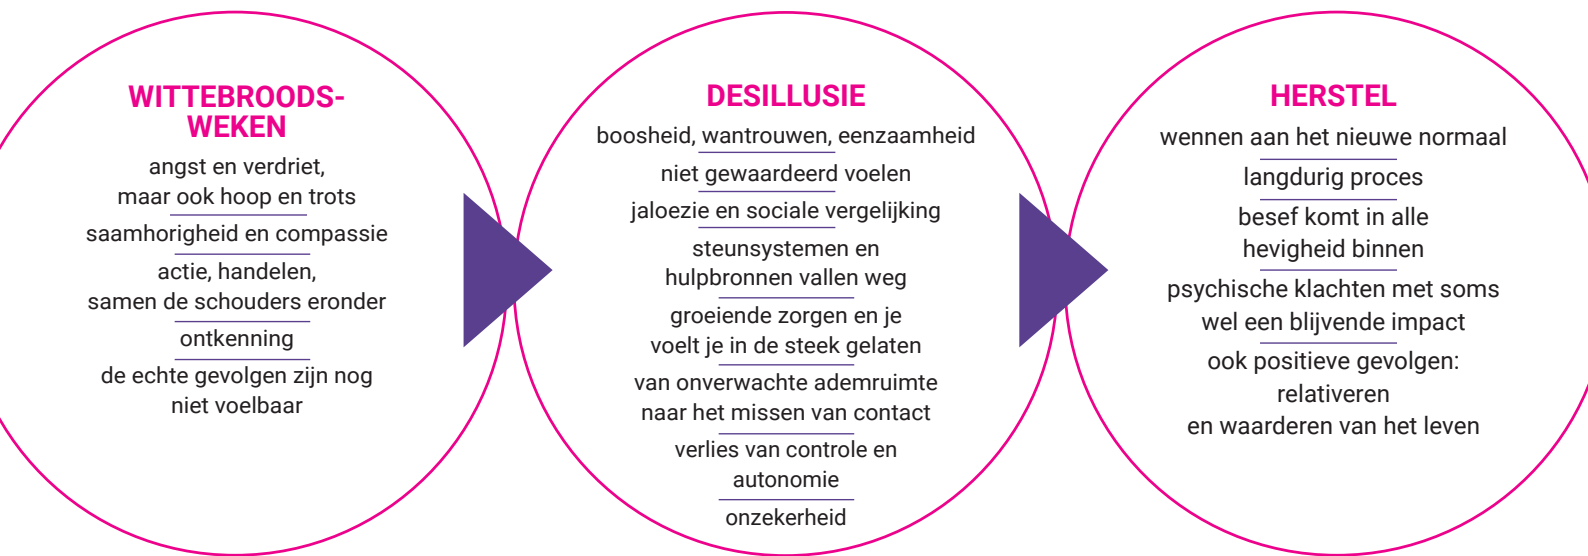 WITTEBROODS-
WEKEN
angst en verdriet,
maar ook hoop en trots
saamhorigheid en compassie
actie, handelen,
samen de schouders eronder
ontkenning
de echte gevolgen zijn nog
niet voelbaar
DESILLUSIE
boosheid, wantrouwen, eenzaamheid
niet gewaardeerd voelen
jaloezie en sociale vergelijking
steunsystemen en
hulpbronnen vallen weg
groeiende zorgen en je
voelt je in de steek gelaten
van onverwachte ademruimte
naar het missen van contact
verlies van controle en
autonomie
onzekerheid
HERSTEL
wennen aan het nieuwe normaal
langdurig proces
besef komt in alle
hevigheid binnen
psychische klachten met soms
wel een blijvende impact
ook positieve gevolgen:
relativeren
en waarderen van het leven